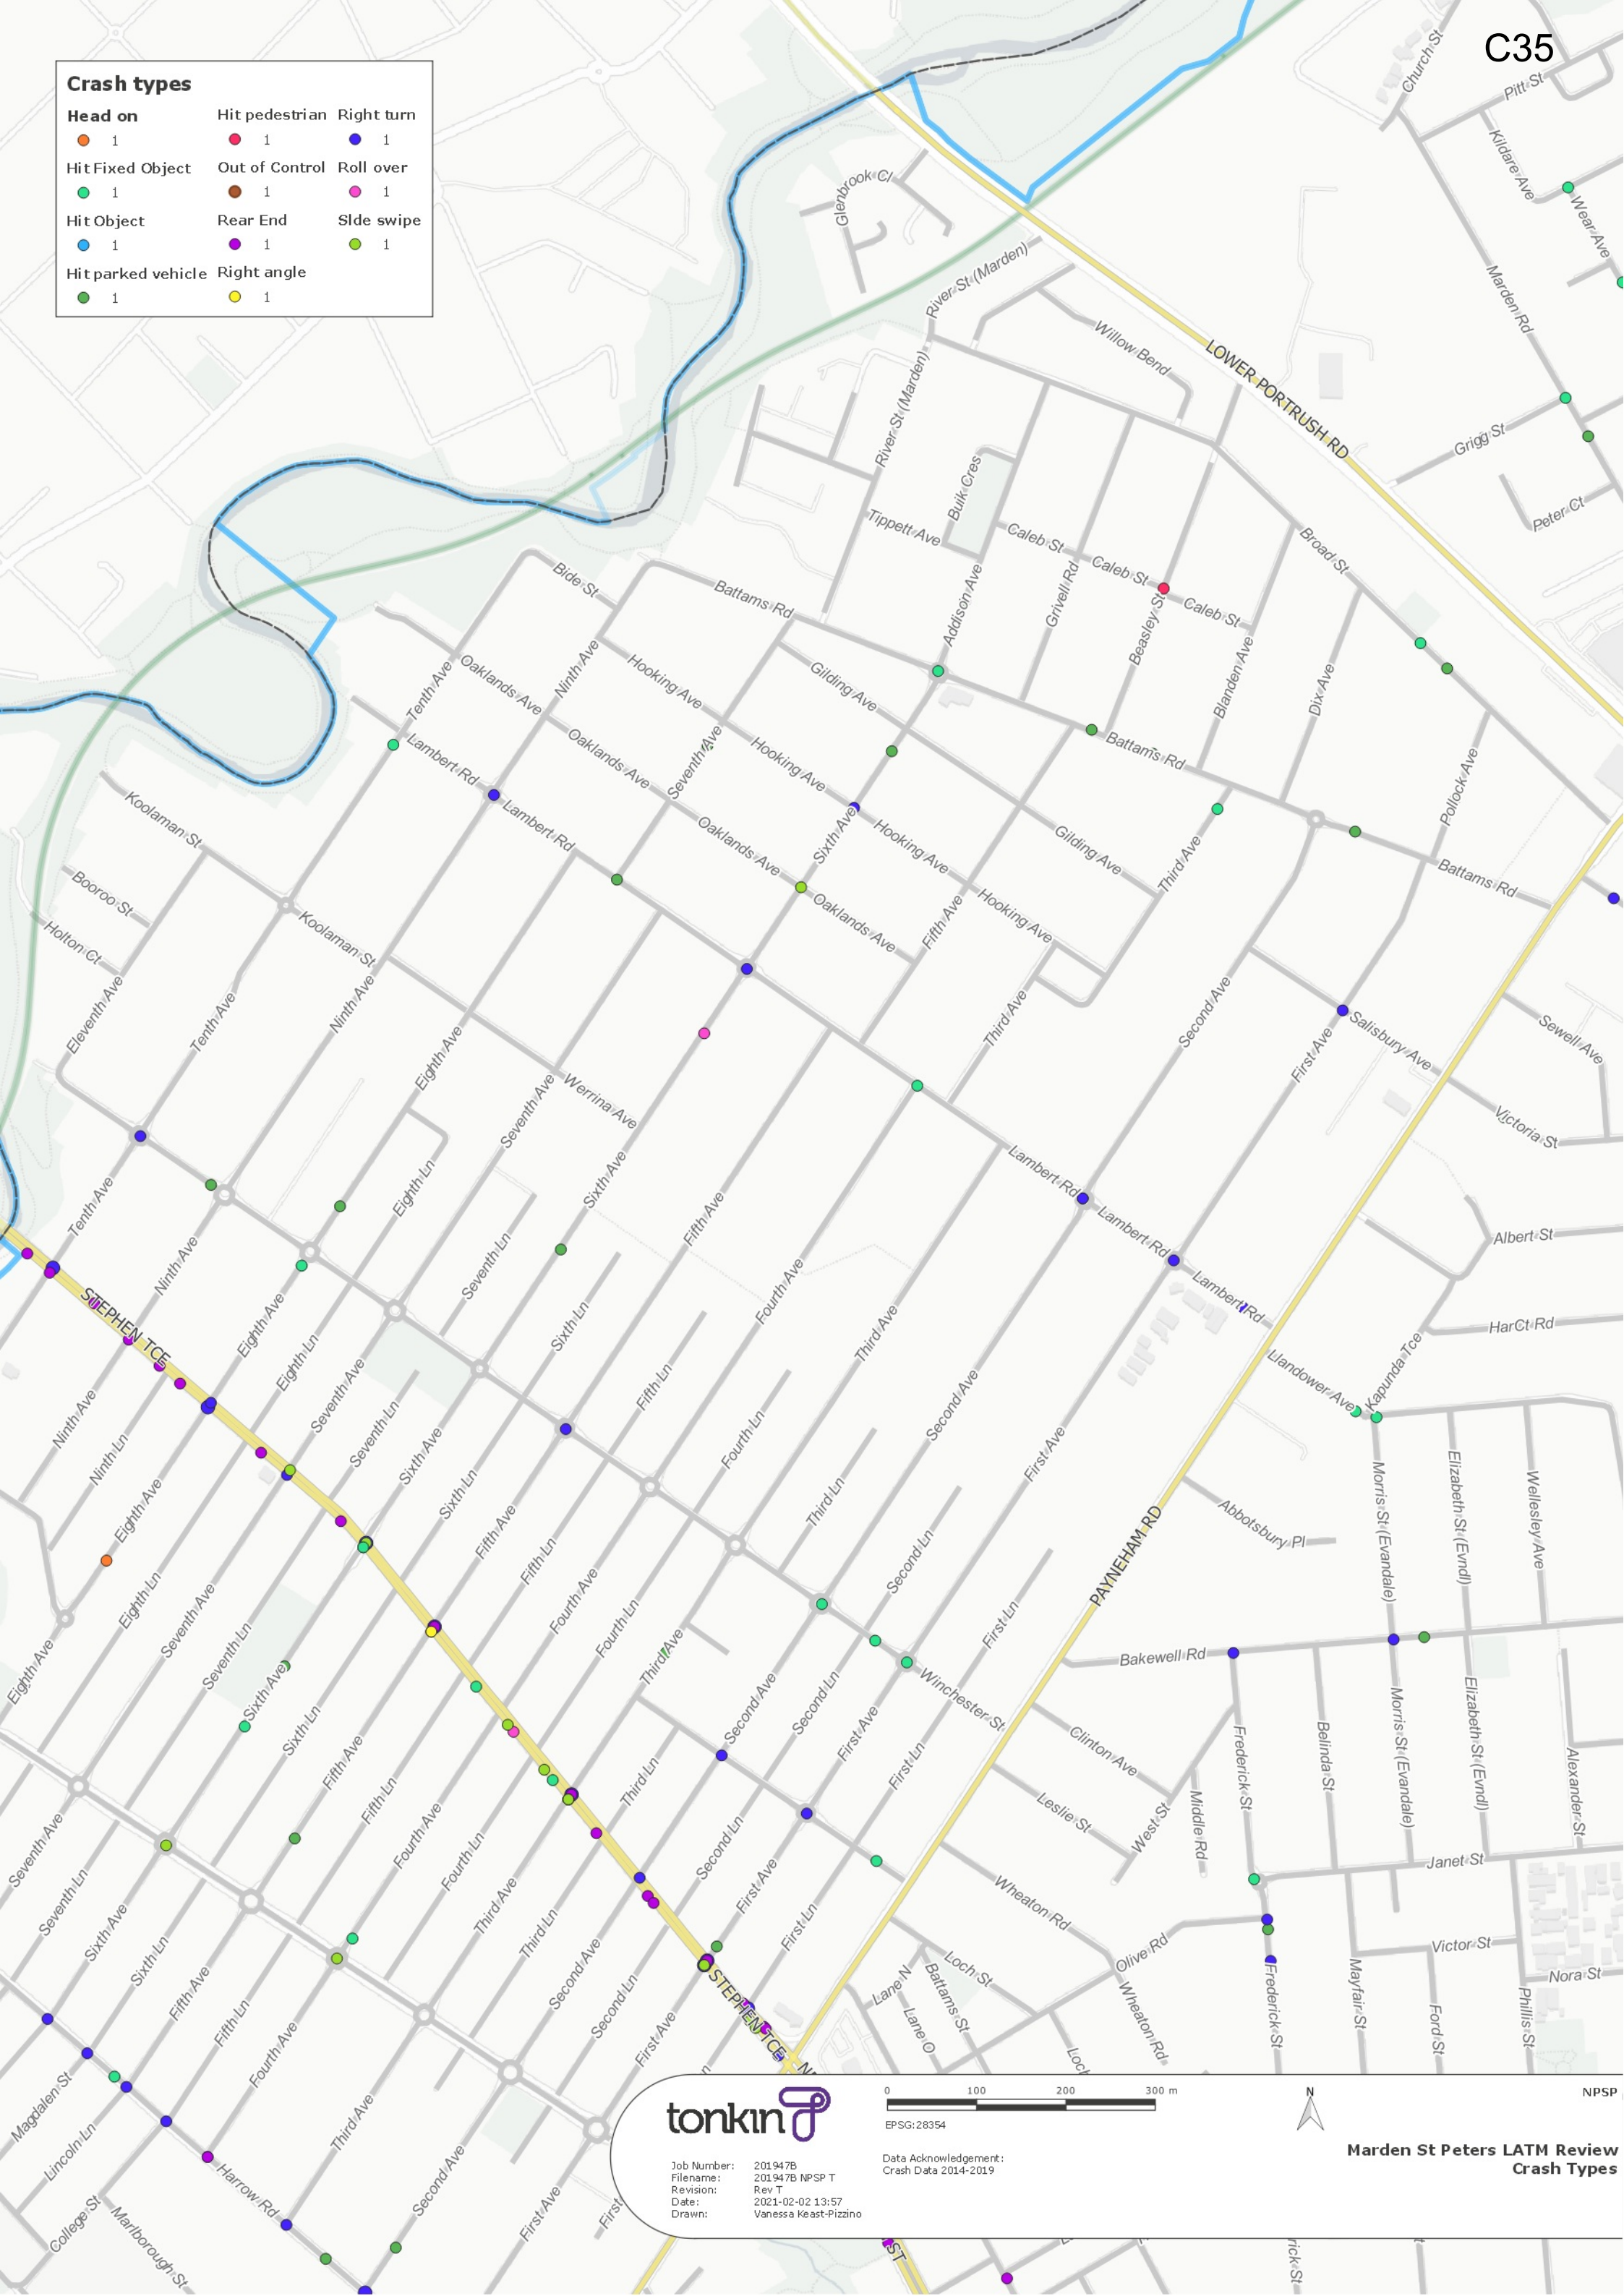 C35
Crash types
Head on
1
Hit pedestrian
1
Right turn
1
Hit Fixed Object
1
Out of Control
1
Roll over
1
Hit Object
1
Rear End
1
SIde swipe
1
Hit parked vehicle
1
Right angle
1
Church St
Pitt St
Kildare Ave
Wear Ave
Marden Rd
Glenbrook Cl
River St (Marden)
Willow Bend
LOWER PORTRUSH RD
River St (Marden)
Grigg St
Peter Ct
Buik Cres
Tippett Ave
Caleb St
Caleb St
Caleb St
Broad St
Bide St
Battams Rd
Addison Ave
Grivell Rd
Beasley St
Blanden Ave
Dix Ave
Tenth Ave
Oaklands Ave
Ninth Ave
Hooking Ave
Gilding Ave
Lambert Rd
Oaklands Ave
Seventh Ave
Hooking Ave
Battams Rd
Pollock Ave
Koolaman St
Lambert Rd
Oaklands Ave
Sixth Ave
Hooking Ave
Gilding Ave
Third Ave
Battams Rd
Booroo St
Holton Ct
Koolaman St
Oaklands Ave
Fifth Ave
Hooking Ave
Eleventh Ave
Tenth Ave
Ninth Ave
Eighth Ave
Third Ave
Second Ave
First Ave
Salisbury Ave
Sewell Ave
Seventh Ave
Werrina Ave
Victoria St
Tenth Ave
Eighth Ln
Sixth Ave
Fifth Ave
Lambert Rd
Lambert Rd
Albert St
Ninth Ave
Seventh Ln
Fourth Ave
Lambert Rd
STEPHEN TCE
Eighth Ave
Eighth Ln
Sixth Ln
Third Ave
HarCt Rd
Llandower Ave
Kapunda Tce
Ninth Ave
Ninth Ln
Seventh Ave
Seventh Ln
Sixth Ave
Fifth Ln
Fourth Ln
Second Ave
First Ave
Morris St (Evandale)
Elizabeth St (Evndl)
Wellesley Ave
Eighth Ave
Sixth Ln
Fifth Ave
Third Ln
Abbotsbury Pl
PAYNEHAM RD
Eighth Ln
Seventh Ave
Fifth Ln
Fourth Ave
Second Ln
Eighth Ave
Seventh Ln
Sixth Ave
Fourth Ln
Third Ave
First Ln
Bakewell Rd
Sixth Ln
Second Ave
Second Ln
Winchester St
Clinton Ave
Frederick St
Belinda St
Morris St (Evandale)
Elizabeth St (Evndl)
Alexander St
Fifth Ave
Fifth Ln
Third Ln
First Ave
First Ln
Leslie St
West St
Middle Rd
Seventh Ave
Fourth Ave
Fourth Ln
Second Ln
Janet St
Seventh Ln
Sixth Ave
Third Ave
Third Ln
First Ave
First Ln
Wheaton Rd
Sixth Ln
Fifth Ave
Second Ave
Second Ln
STEPHEN TCE
Loch St
Olive Rd
Victor St
Nora St
Fifth Ln
Fourth Ave
First Ave
Lane N
Lane O
Battams St
Wheaton Rd
Frederick St
Mayfair St
Ford St
Phillis St
Loch
Magdalen St
Lincoln Ln
College St
Marlborough St
Harrow Rd
Third Ave
Second Ave
First Ave
First
tonkin
0 100 200 300 m
EPSG:28354
N
NPSP
Marden St Peters LATM Review
Crash Types
Data Acknowledgement:
Crash Data 2014-2019
Job Number: 201947B
Filename: 201947B NPSP T
Revision: Rev T
Date: 2021-02-02 13:57
Drawn: Vanessa Keast-Pizzino
ST
rick St